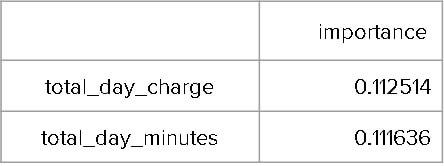 importance
total_day_charge 0.112514
total_day_minutes 0.111636